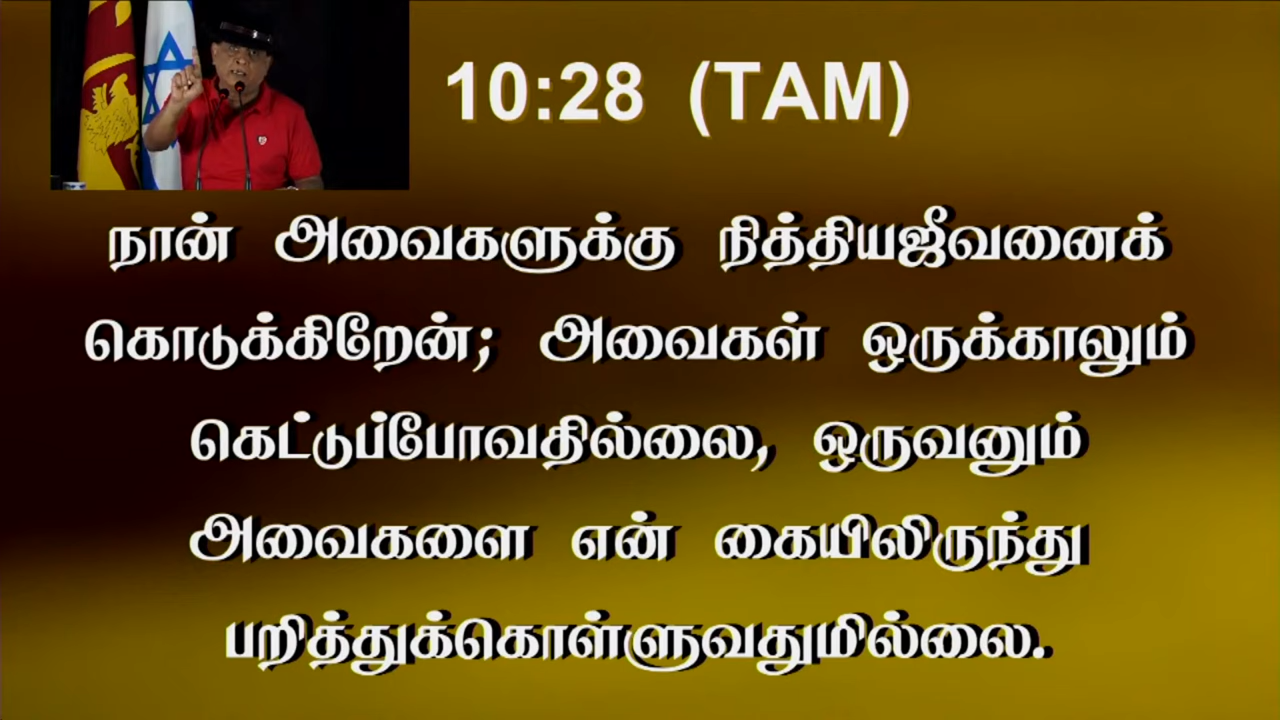 10:28 (TAM)
நான் அவைகளுக்கு நித்தியஜீவனைக்
கொடுக்கிறேன்; அவைகள் ஒருக்காலும்
கெட்டுப்போவதில்லை, ஒருவனும்
அவைகளை என் கையிலிருந்து
பறித்துக்கொள்ளுவதுமில்லை.